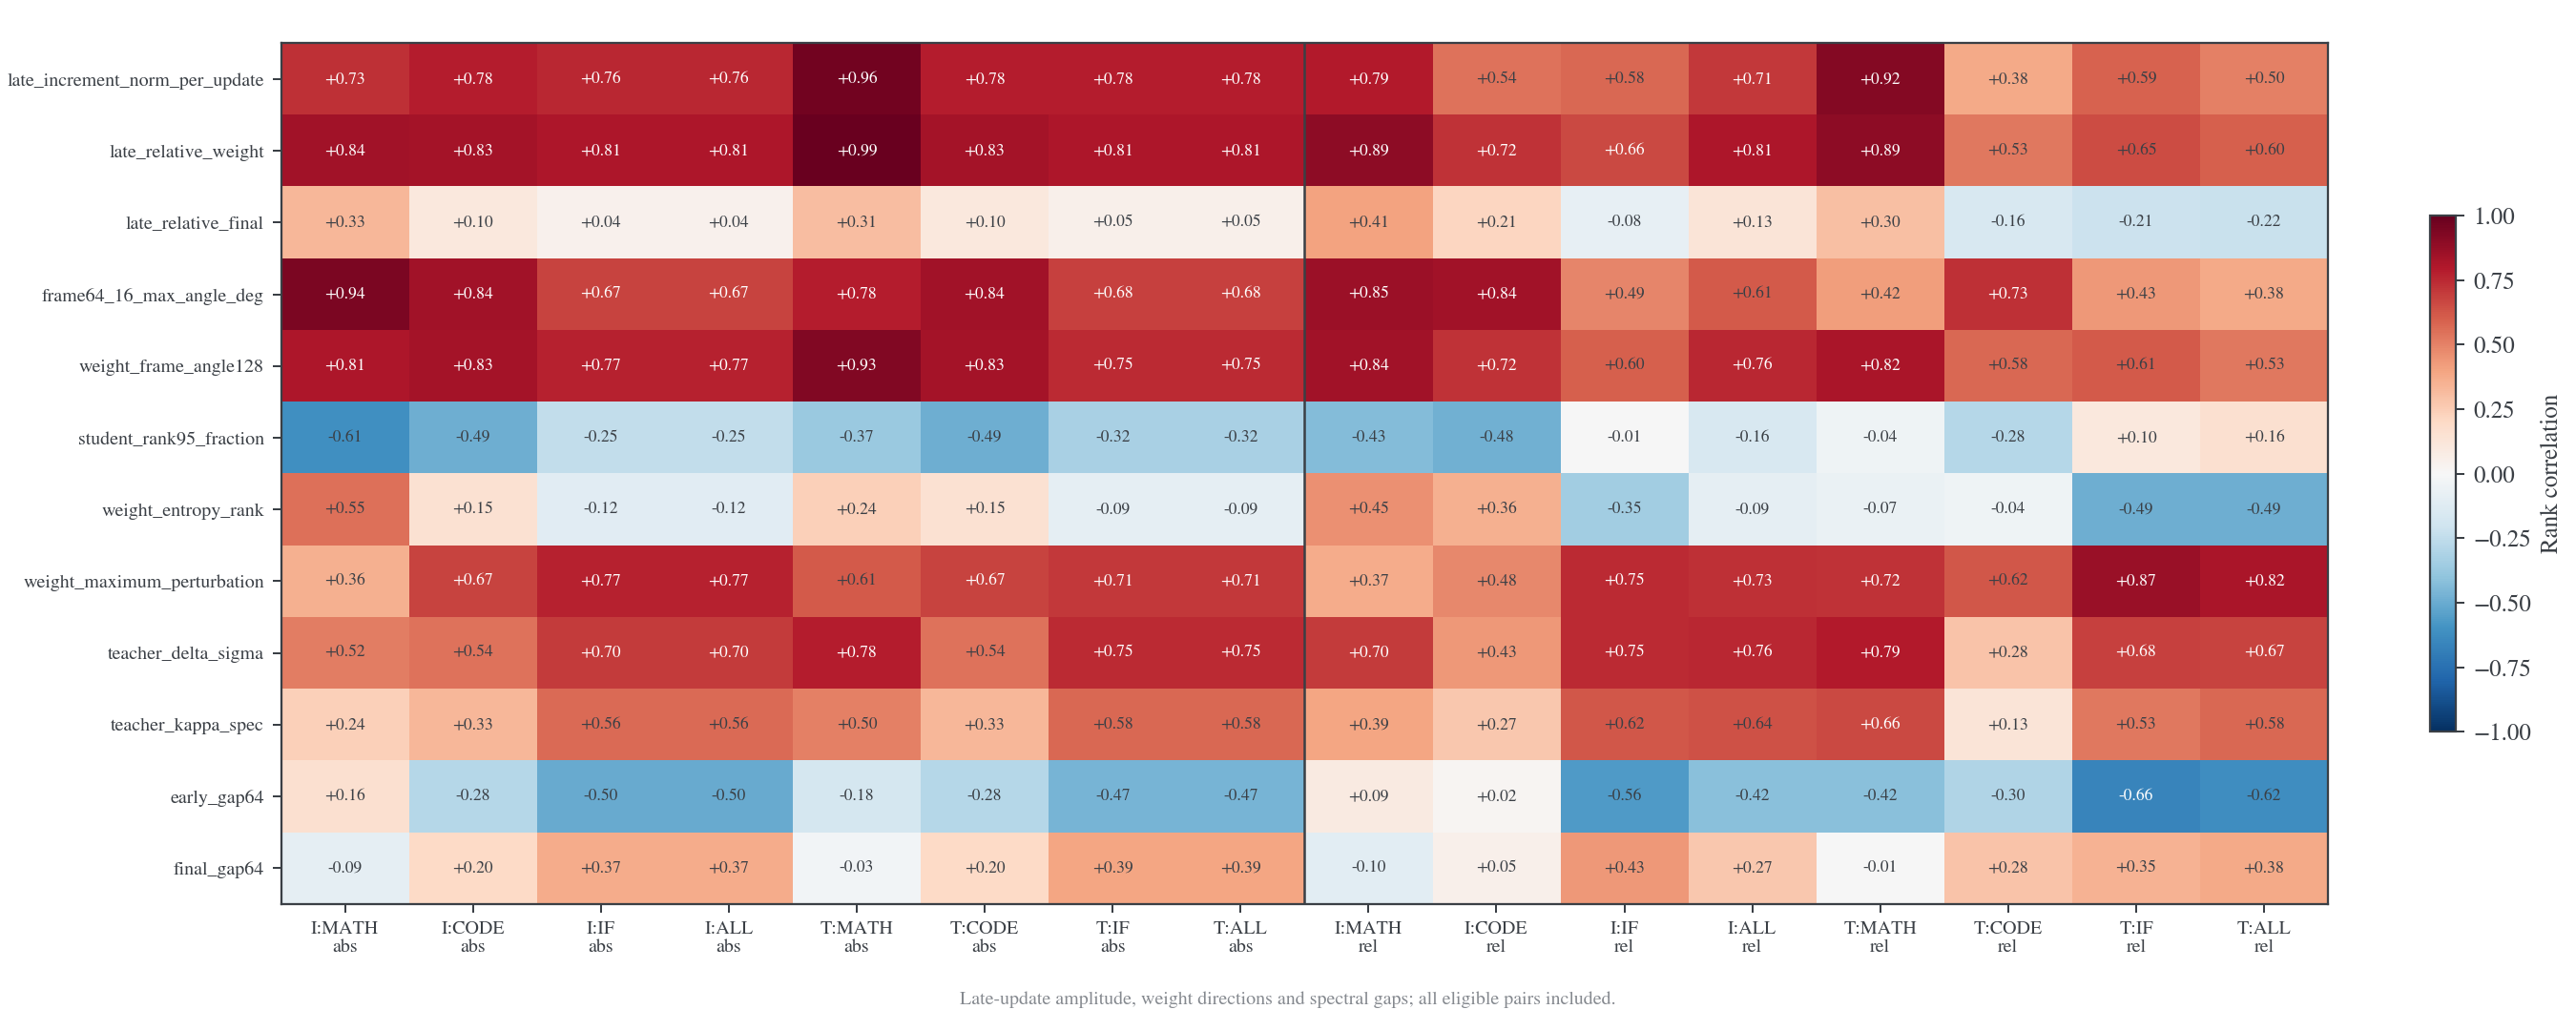 late_increment_norm_per_update +0.73 +0.78 +0.76 +0.76 +0.96 +0.78 +0.78 +0.78 +0.79 +0.54 +0.58 +0.71 +0.92 +0.38 +0.59 +0.50
late_relative_weight +0.84 +0.83 +0.81 +0.81 +0.99 +0.83 +0.81 +0.81 +0.89 +0.72 +0.66 +0.81 +0.89 +0.53 +0.65 +0.60
late_relative_final +0.33 +0.10 +0.04 +0.04 +0.31 +0.10 +0.05 +0.05 +0.41 +0.21 -0.08 +0.13 +0.30 -0.16 -0.21 -0.22
frame64_16_max_angle_deg +0.94 +0.84 +0.67 +0.67 +0.78 +0.84 +0.68 +0.68 +0.85 +0.84 +0.49 +0.61 +0.42 +0.73 +0.43 +0.38
weight_frame_angle128 +0.81 +0.83 +0.77 +0.77 +0.93 +0.83 +0.75 +0.75 +0.84 +0.72 +0.60 +0.76 +0.82 +0.58 +0.61 +0.53
student_rank95_fraction -0.61 -0.49 -0.25 -0.25 -0.37 -0.49 -0.32 -0.32 -0.43 -0.48 -0.01 -0.16 -0.04 -0.28 +0.10 +0.16
weight_entropy_rank +0.55 +0.15 -0.12 -0.12 +0.24 +0.15 -0.09 -0.09 +0.45 +0.36 -0.35 -0.09 -0.07 -0.04 -0.49 -0.49
weight_maximum_perturbation +0.36 +0.67 +0.77 +0.77 +0.61 +0.67 +0.71 +0.71 +0.37 +0.48 +0.75 +0.73 +0.72 +0.62 +0.87 +0.82
teacher_delta_sigma +0.52 +0.54 +0.70 +0.70 +0.78 +0.54 +0.75 +0.75 +0.70 +0.43 +0.75 +0.76 +0.79 +0.28 +0.68 +0.67
teacher_kappa_spec +0.24 +0.33 +0.56 +0.56 +0.50 +0.33 +0.58 +0.58 +0.39 +0.27 +0.62 +0.64 +0.66 +0.13 +0.53 +0.58
early_gap64 +0.16 -0.28 -0.50 -0.50 -0.18 -0.28 -0.47 -0.47 +0.09 +0.02 -0.56 -0.42 -0.42 -0.30 -0.66 -0.62
final_gap64 -0.09 +0.20 +0.37 +0.37 -0.03 +0.20 +0.39 +0.39 -0.10 +0.05 +0.43 +0.27 -0.01 +0.28 +0.35 +0.38
I:MATH I:CODE I:IF I:ALL T:MATH T:CODE T:IF T:ALL I:MATH I:CODE I:IF I:ALL T:MATH T:CODE T:IF T:ALL
abs abs abs abs abs abs abs abs rel rel rel rel rel rel rel rel
1.00
0.75
0.50
0.25
0.00
−0.25
−0.50
−0.75
−1.00
Rank correlation
Late-update amplitude, weight directions and spectral gaps; all eligible pairs included.